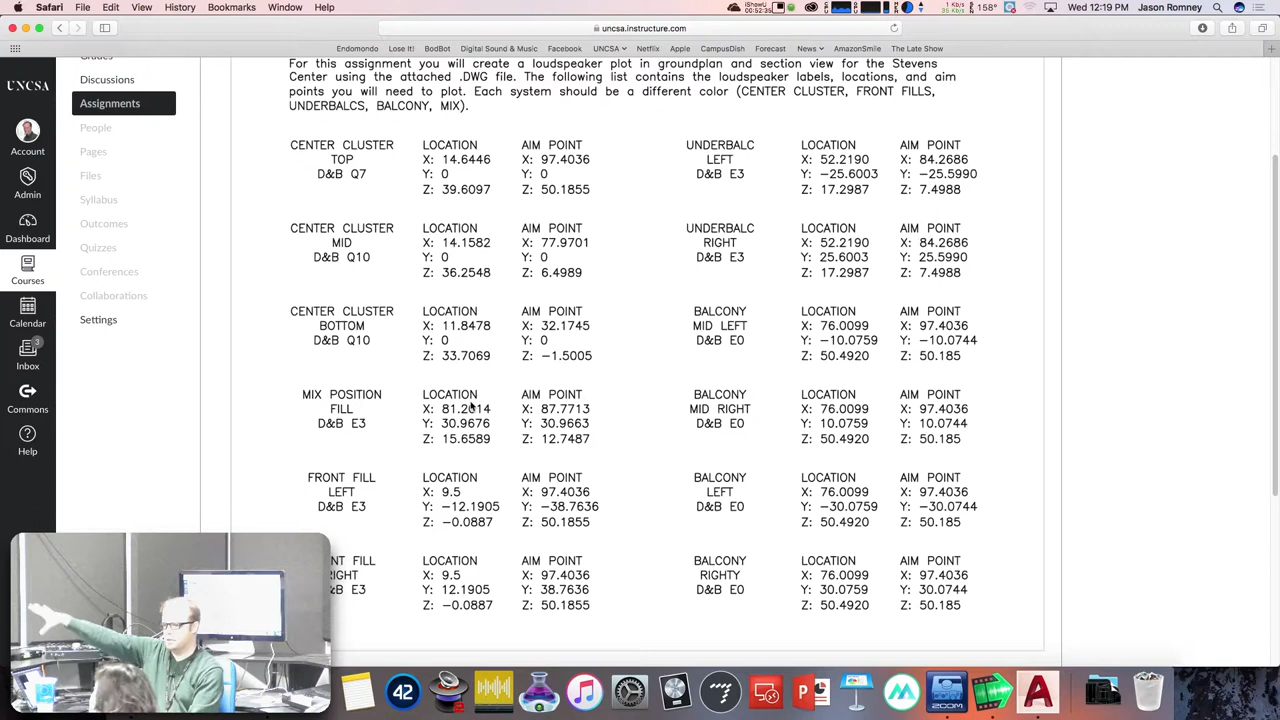 Safari File Edit View History Bookmarks Window Help
158° Wed 12:19 PM Jason Romney
uncsa.instructure.com
Endomondo Lose It! BodBot Digital Sound & Music Facebook UNCSA Netflix Apple CampusDish Forecast News AmazonSmile The Late Show
UNCSA
Account
Admin
Dashboard
Courses
Calendar
3
Inbox
Commons
Help
Discussions
Assignments
People
Pages
Files
Syllabus
Outcomes
Quizzes
Conferences
Collaborations
Settings
For this assignment you will create a loudspeaker plot in groundplan and section view for the Stevens
Center using the attached .DWG file. The following list contains the loudspeaker labels, locations, and aim
points you will need to plot. Each system should be a different color (CENTER CLUSTER, FRONT FILLS,
UNDERBALCS, BALCONY, MIX).
CENTER CLUSTER LOCATION AIM POINT UNDERBALC LOCATION AIM POINT
TOP X: 14.6446 X: 97.4036 LEFT X: 52.2190 X: 84.2686
D&B Q7 Y: 0 Y: 0 D&B E3 Y: −25.6003 Y: −25.5990
Z: 39.6097 Z: 50.1855 Z: 17.2987 Z: 7.4988
CENTER CLUSTER LOCATION AIM POINT UNDERBALC LOCATION AIM POINT
MID X: 14.1582 X: 77.9701 RIGHT X: 52.2190 X: 84.2686
D&B Q10 Y: 0 Y: 0 D&B E3 Y: 25.6003 Y: 25.5990
Z: 36.2548 Z: 6.4989 Z: 17.2987 Z: 7.4988
CENTER CLUSTER LOCATION AIM POINT BALCONY LOCATION AIM POINT
BOTTOM X: 11.8478 X: 32.1745 MID LEFT X: 76.0099 X: 97.4036
D&B Q10 Y: 0 Y: 0 D&B E0 Y: −10.0759 Y: −10.0744
Z: 33.7069 Z: −1.5005 Z: 50.4920 Z: 50.185
MIX POSITION LOCATION AIM POINT BALCONY LOCATION AIM POINT
FILL X: X: 87.7713 MID RIGHT X: 76.0099 X: 97.4036
D&B E3 Y: 30.9676 Y: 30.9663 D&B E0 Y: 10.0759 Y: 10.0744
Z: 15.6589 Z: 12.7487 Z: 50.4920 Z: 50.185
FRONT FILL LOCATION AIM POINT BALCONY LOCATION AIM POINT
LEFT X: 9.5 X: 97.4036 LEFT X: 76.0099 X: 97.4036
D&B E3 Y: −12.1905 Y: −38.7636 D&B E0 Y: −30.0759 Y: −30.0744
Z: −0.0887 Z: 50.1855 Z: 50.4920 Z: 50.185
FILL LOCATION AIM POINT BALCONY LOCATION AIM POINT
X: 9.5 X: 97.4036 RIGHTY X: 76.0099 X: 97.4036
E3 Y: 12.1905 Y: 38.7636 D&B E0 Y: 30.0759 Y: 30.0744
Z: −0.0887 Z: 50.1855 Z: 50.4920 Z: 50.185
42